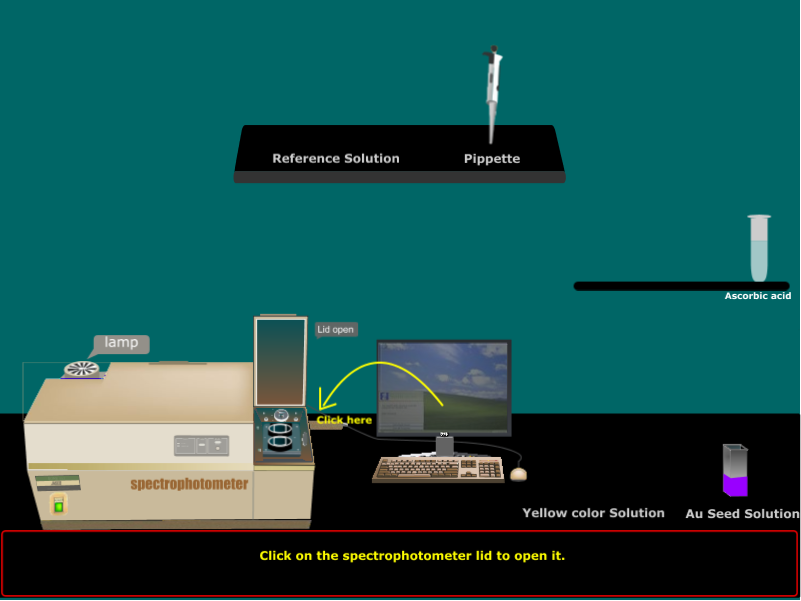 Reference Solution
Pippette
Ascorbic acid
Lid open
lamp
Click here
spectrophotometer
Yellow color Solution
Au Seed Solution
Click on the spectrophotometer lid to open it.